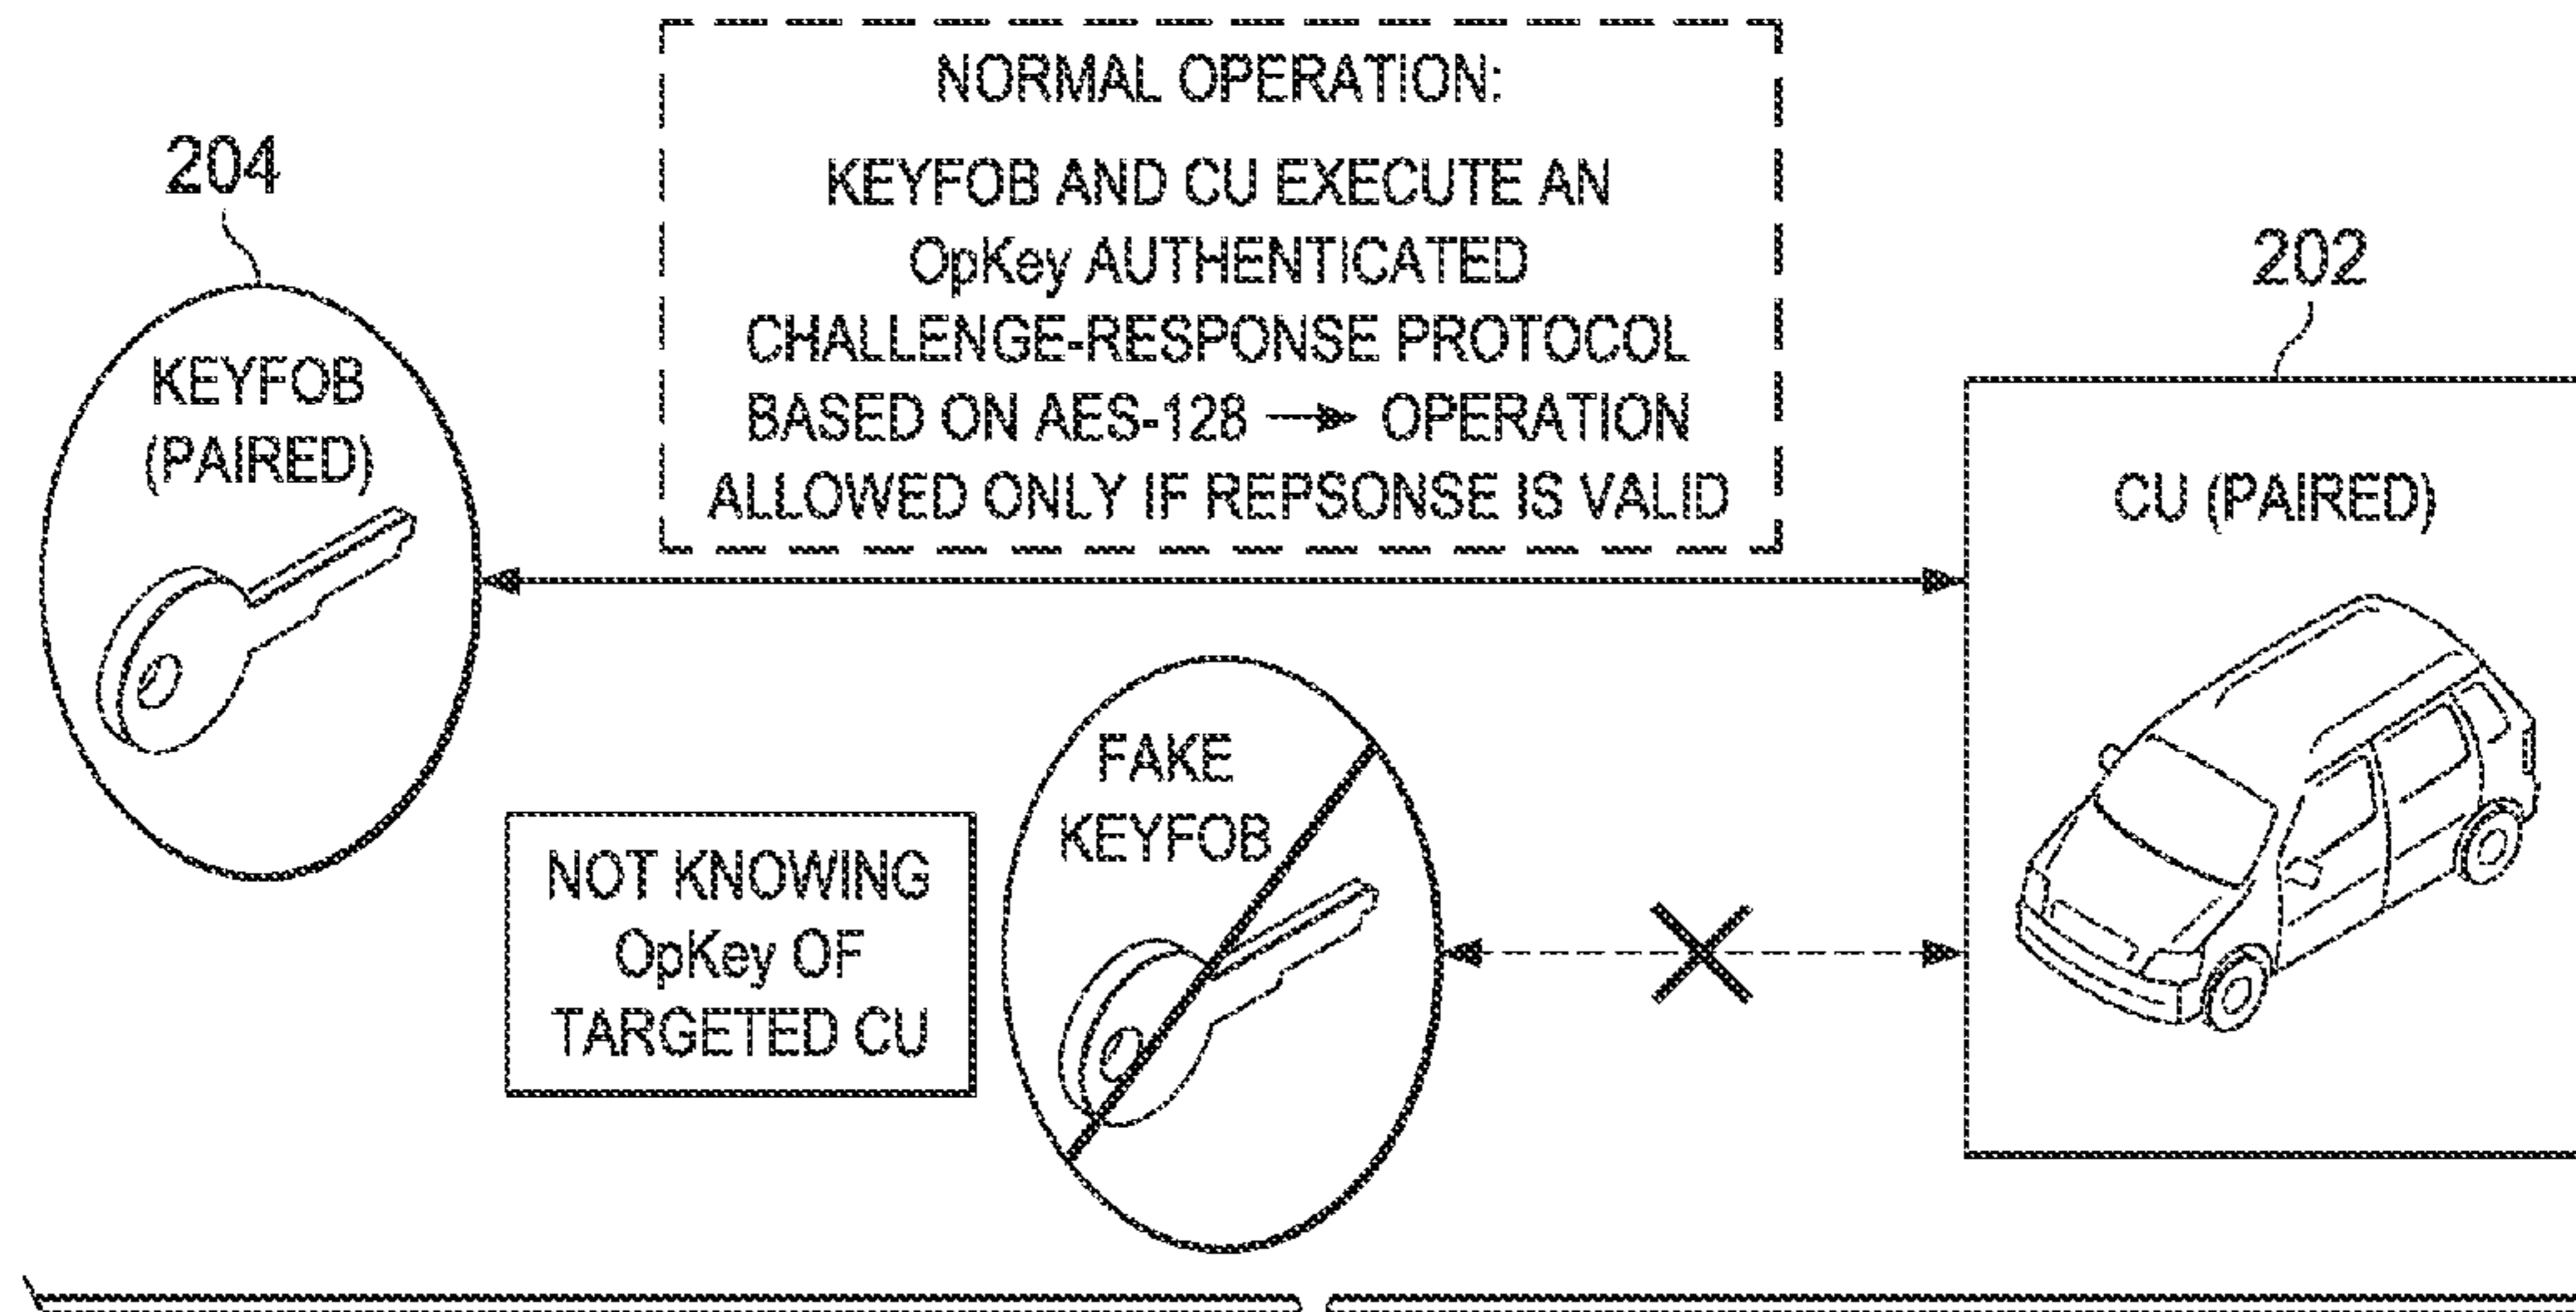 NORMAL OPERATION:
KEYFOB AND CU EXECUTE AN
OpKey AUTHENTICATED
CHALLENGE-RESPONSE PROTOCOL
BASED ON AES-128 → OPERATION
ALLOWED ONLY IF REPSONSE IS VALID
204
KEYFOB
(PAIRED)
202
CU (PAIRED)
FAKE
KEYFOB
NOT KNOWING
OpKey OF
TARGETED CU